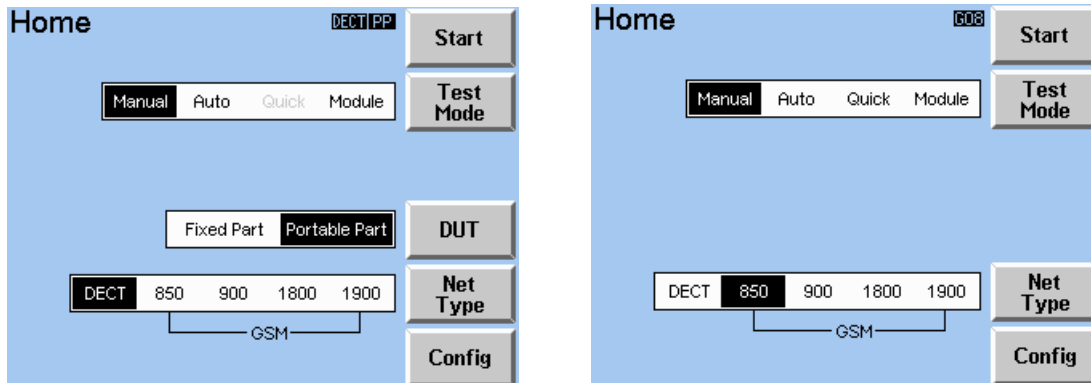 Home DECT PP Start
Manual Auto Quick Module Test Mode
Fixed Part Portable Part DUT
DECT 850 900 1800 1900 Net Type
GSM
Config
Home G08 Start
Manual Auto Quick Module Test Mode
DECT 850 900 1800 1900 Net Type
GSM
Config